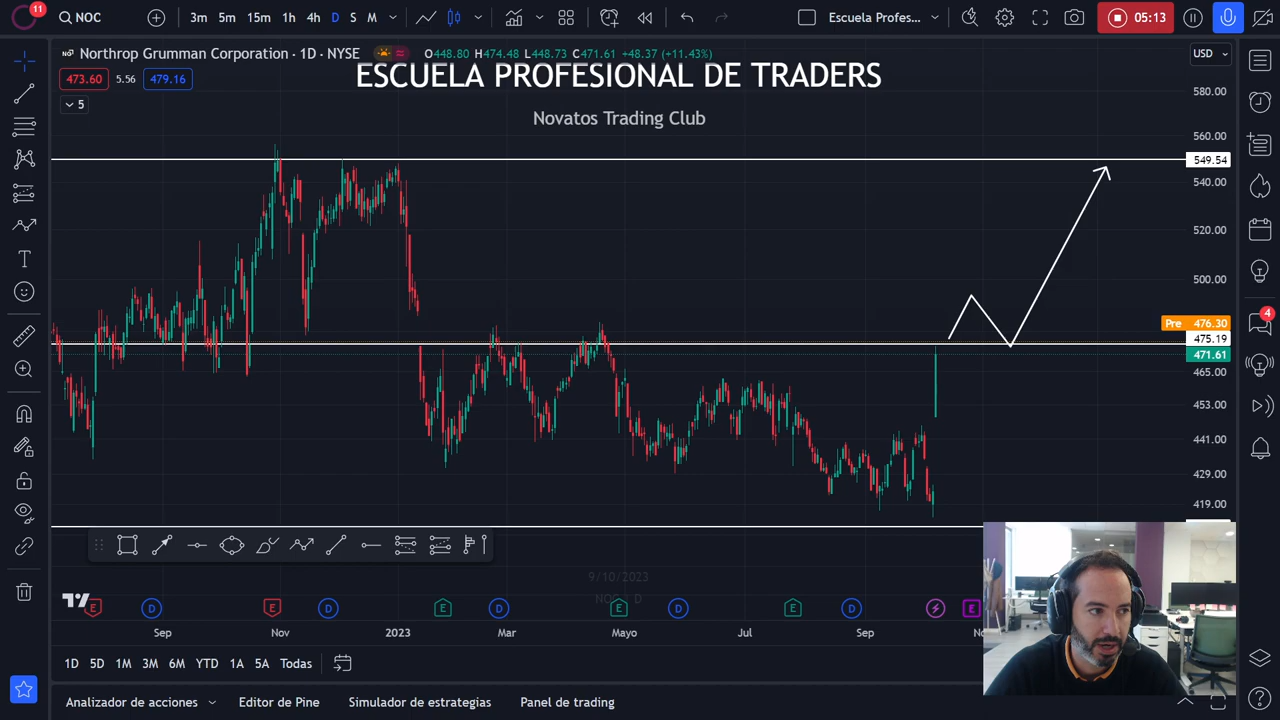 11
NOC
3m 5m 15m 1h 4h D S M
Escuela Profes...
05:13
Northrop Grumman Corporation · 1D · NYSE
O448.80 H474.48 L448.73 C471.61 +48.37 (+11.43%)
USD
473.60 5.56 479.16
ESCUELA PROFESIONAL DE TRADERS
5
Novatos Trading Club
580.00
560.00
549.54
540.00
520.00
500.00
Pre 476.30
475.19
471.61
465.00
453.00
441.00
429.00
419.00
4
9/10/2023
NOC D
E D E D E D E D E D E
Sep Nov 2023 Mar Mayo Jul Sep
1D 5D 1M 3M 6M YTD 1A 5A Todas
Analizador de acciones Editor de Pine Simulador de estrategias Panel de trading